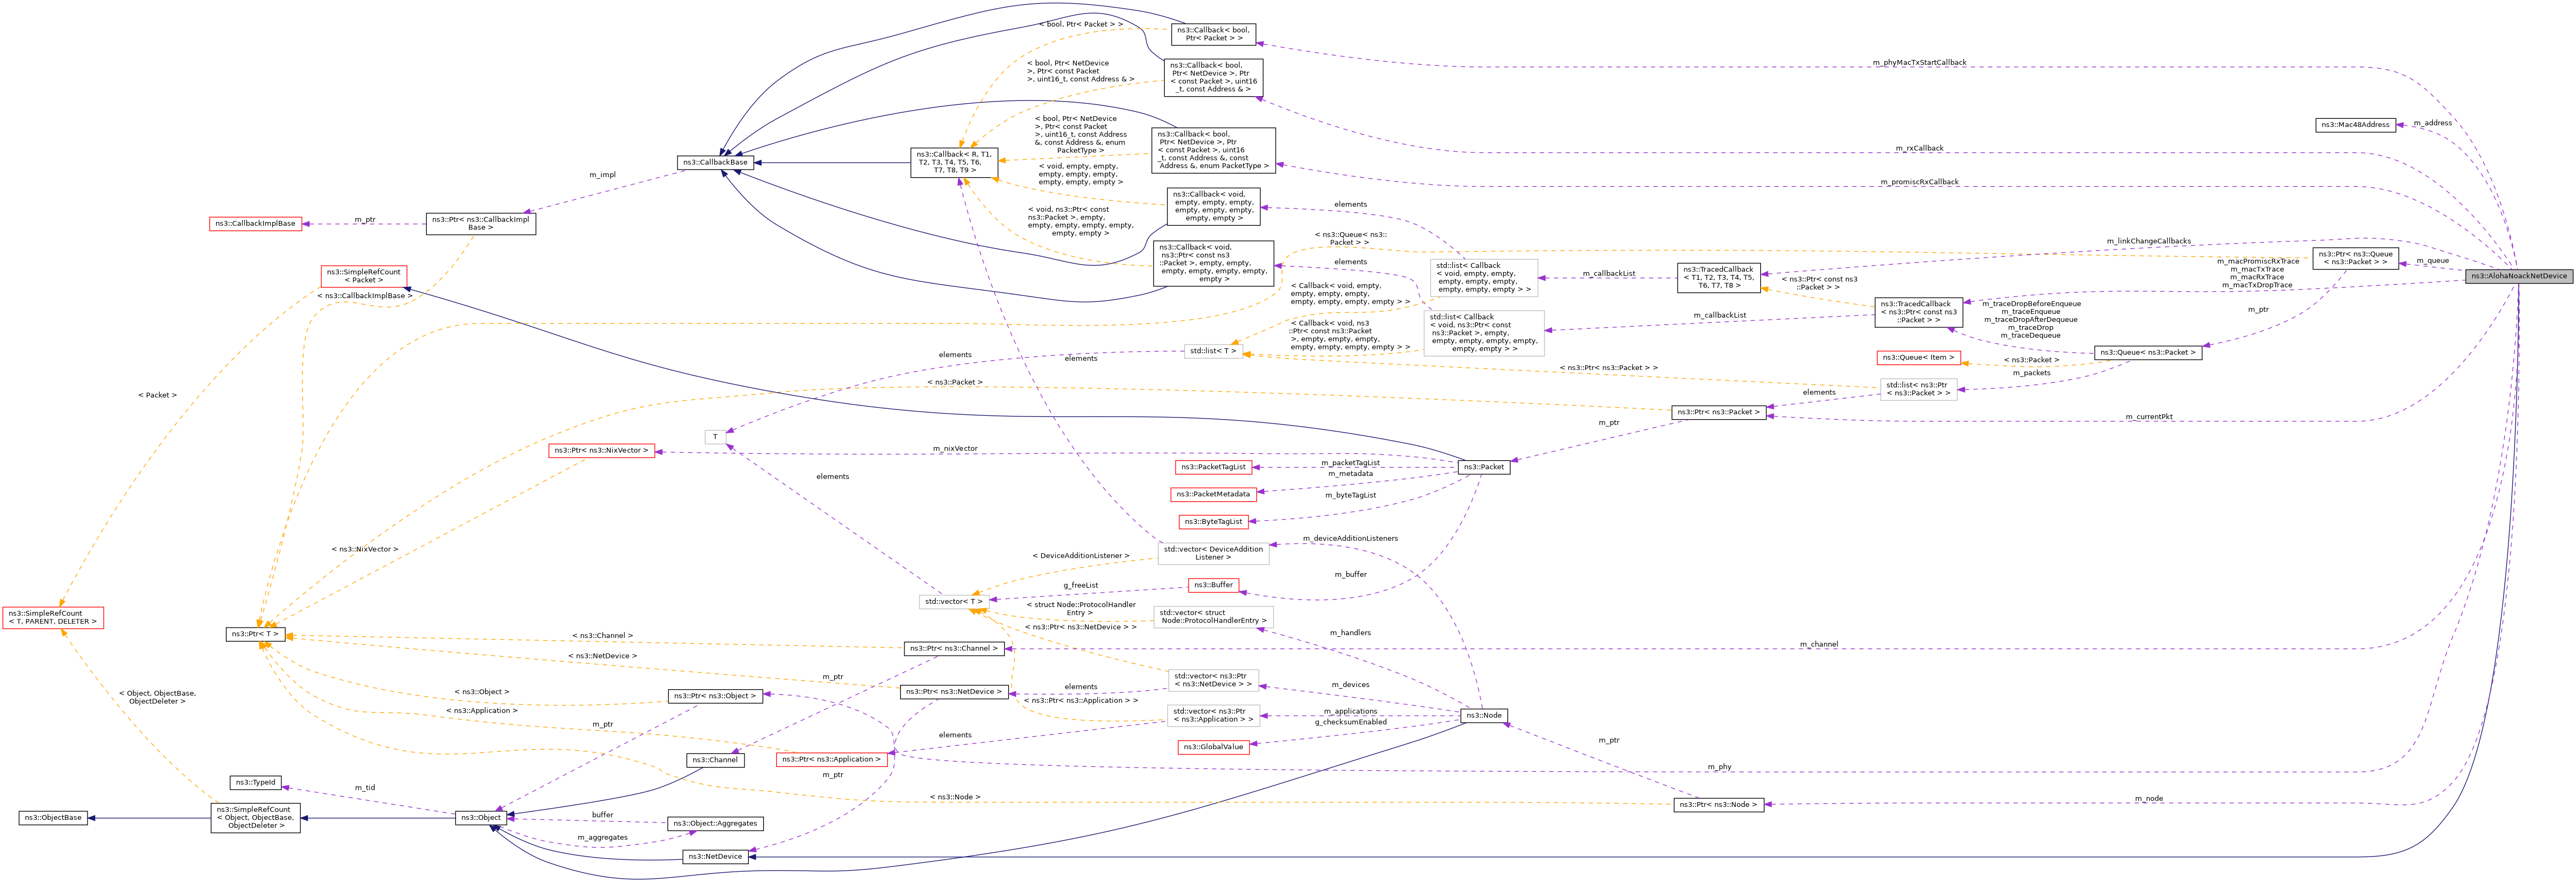 ns3::Callback< bool,
Ptr< Packet > >
< bool, Ptr< Packet > >
m_phyMacTxStartCallback
ns3::Callback< bool,
Ptr< NetDevice >, Ptr
< const Packet >, uint16
_t, const Address & >
< bool, Ptr< NetDevice
>, Ptr< const Packet
>, uint16_t, const Address & >
ns3::Mac48Address
m_address
ns3::Callback< bool,
Ptr< NetDevice >, Ptr
< const Packet >, uint16
_t, const Address &, const
Address &, enum PacketType >
< bool, Ptr< NetDevice
>, Ptr< const Packet
>, uint16_t, const Address
&, const Address &, enum
PacketType >
m_rxCallback
ns3::CallbackBase
ns3::Callback< R, T1,
T2, T3, T4, T5, T6,
T7, T8, T9 >
m_promiscRxCallback
m_impl
< void, empty, empty,
empty, empty, empty,
empty, empty, empty >
ns3::Callback< void,
empty, empty, empty,
empty, empty, empty,
empty, empty >
elements
ns3::CallbackImplBase
m_ptr
ns3::Ptr< ns3::CallbackImpl
Base >
< void, ns3::Ptr< const
ns3::Packet >, empty,
empty, empty, empty, empty,
empty, empty >
ns3::Callback< void,
ns3::Ptr< const ns3
::Packet >, empty, empty,
empty, empty, empty, empty,
empty >
< ns3::Queue< ns3::
Packet > >
elements
m_linkChangeCallbacks
ns3::Ptr< ns3::Queue
< ns3::Packet > >
m_queue
ns3::AlohaNoackNetDevice
std::list< Callback
< void, empty, empty,
empty, empty, empty,
empty, empty, empty > >
m_callbackList
ns3::TracedCallback
< T1, T2, T3, T4, T5,
T6, T7, T8 >
< ns3::Ptr< const ns3
::Packet > >
m_macPromiscRxTrace
m_macTxTrace
m_macRxTrace
m_macTxDropTrace
ns3::SimpleRefCount
< Packet >
< ns3::CallbackImplBase >
< Callback< void, empty,
empty, empty, empty,
empty, empty, empty, empty > >
ns3::TracedCallback
< ns3::Ptr< const ns3
::Packet > >
m_traceDropBeforeEnqueue
m_traceEnqueue
m_traceDropAfterDequeue
m_traceDrop
m_traceDequeue
m_ptr
< Callback< void, ns3
::Ptr< const ns3::Packet
>, empty, empty, empty,
empty, empty, empty, empty > >
std::list< Callback
< void, ns3::Ptr< const
ns3::Packet >, empty,
empty, empty, empty, empty,
empty, empty > >
m_callbackList
std::list< T >
elements
elements
ns3::Queue< Item >
< ns3::Packet >
ns3::Queue< ns3::Packet >
< ns3::Ptr< ns3::Packet > >
m_packets
std::list< ns3::Ptr
< ns3::Packet > >
elements
< Packet >
< ns3::Packet >
ns3::Ptr< ns3::Packet >
m_currentPkt
m_ptr
T
ns3::Ptr< ns3::NixVector >
m_nixVector
ns3::PacketTagList
m_packetTagList
ns3::Packet
elements
m_metadata
ns3::PacketMetadata
m_byteTagList
ns3::ByteTagList
< ns3::NixVector >
m_deviceAdditionListeners
std::vector< DeviceAddition
Listener >
< DeviceAdditionListener >
m_buffer
ns3::Buffer
g_freeList
std::vector< T >
< struct Node::ProtocolHandler
Entry >
std::vector< struct
Node::ProtocolHandlerEntry >
ns3::SimpleRefCount
< T, PARENT, DELETER >
ns3::Ptr< T >
< ns3::Ptr< ns3::NetDevice > >
m_handlers
< ns3::Channel >
ns3::Ptr< ns3::Channel >
m_channel
< ns3::NetDevice >
m_ptr
std::vector< ns3::Ptr
< ns3::NetDevice > >
m_devices
elements
ns3::Ptr< ns3::NetDevice >
< Object, ObjectBase,
ObjectDeleter >
< ns3::Object >
ns3::Ptr< ns3::Object >
< ns3::Ptr< ns3::Application > >
std::vector< ns3::Ptr
< ns3::Application > >
m_applications
g_checksumEnabled
ns3::Node
< ns3::Application >
m_ptr
elements
ns3::GlobalValue
m_ptr
ns3::Channel
ns3::Ptr< ns3::Application >
m_phy
ns3::TypeId
m_tid
m_ptr
< ns3::Node >
ns3::Ptr< ns3::Node >
m_node
ns3::ObjectBase
ns3::SimpleRefCount
< Object, ObjectBase,
ObjectDeleter >
ns3::Object
buffer
ns3::Object::Aggregates
m_aggregates
ns3::NetDevice